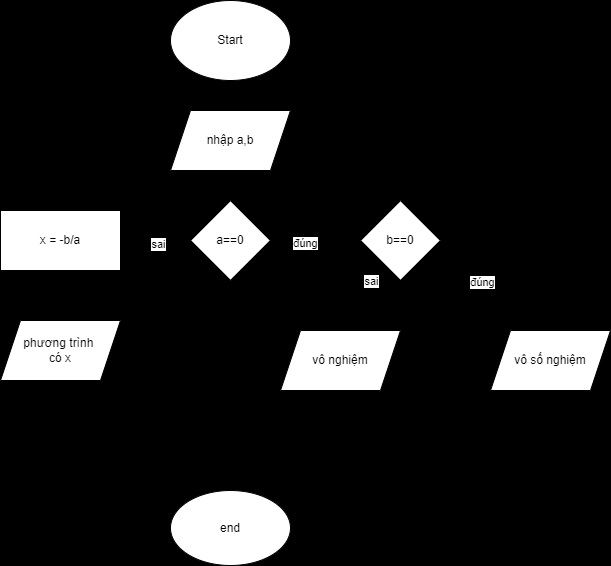 Start
nhập a,b
x = -b/a
sai
a==0
đúng
b==0
sai
đúng
phương trình
có x
vô nghiệm
vô số nghiệm
end